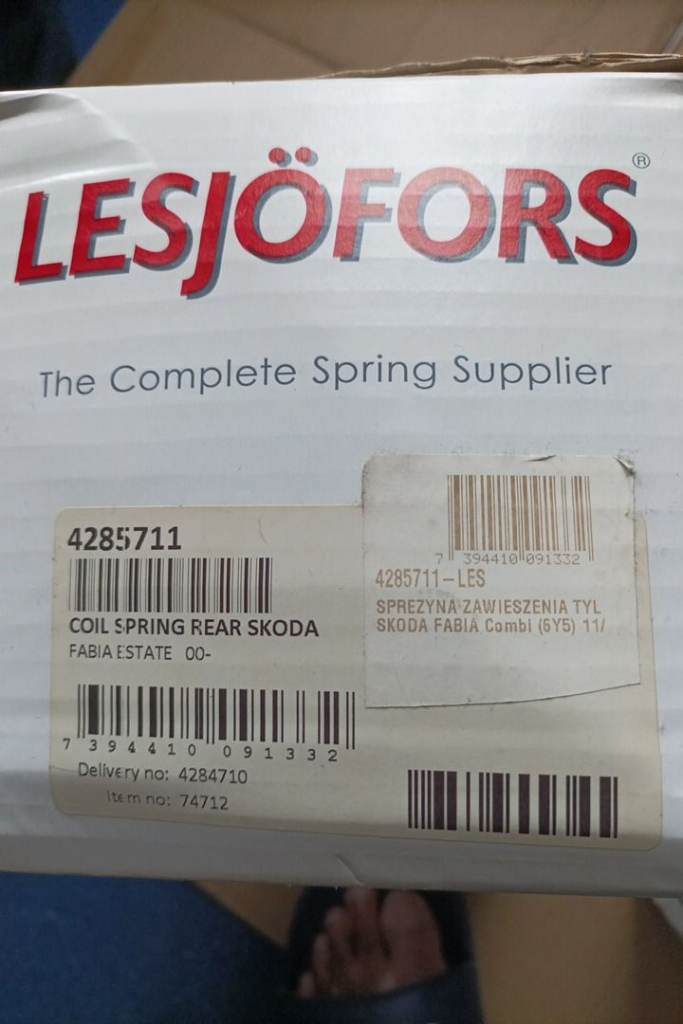 LESJÖFORS®
The Complete Spring Supplier
4285711
COIL SPRING REAR SKODA
FABIA ESTATE 00-
7 394410 091332
Delivery no: 4284710
Item no: 74712
7 394410 091332
4285711-LES
SPREZYNA ZAWIESZENIA TYL
SKODA FABIA Combi (6Y5) 11/